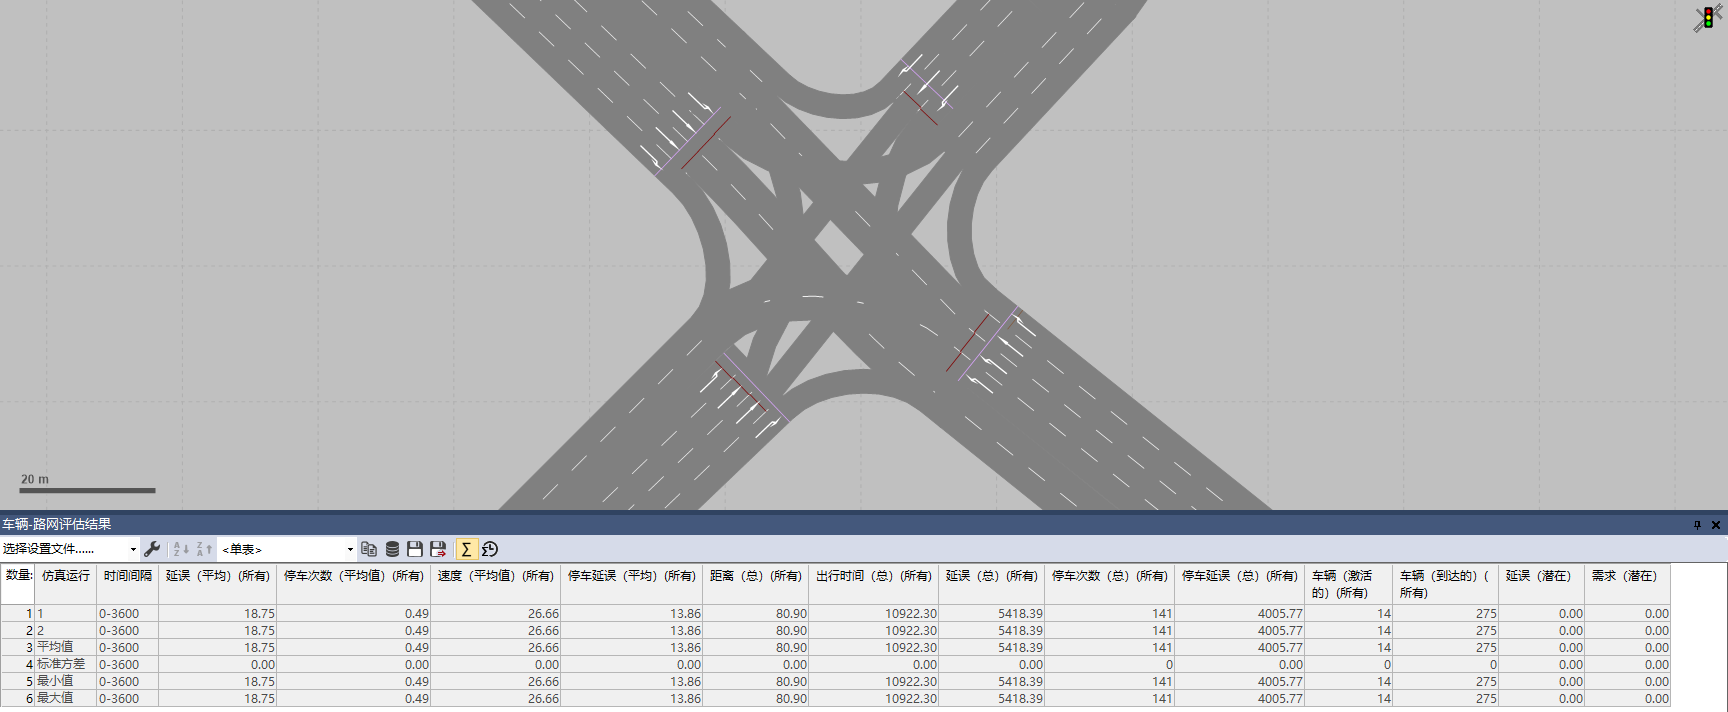 20 m
车辆-路网评估结果
选择设置文件...... <单表>
数量: 仿真运行 时间间隔 延误（平均）(所有) 停车次数（平均值）(所有) 速度（平均值）(所有) 停车延误（平均）(所有) 距离（总）(所有) 出行时间（总）(所有) 延误（总）(所有) 停车次数（总）(所有) 停车延误（总）(所有) 车辆（激活的）(所有) 车辆（到达的）(所有) 延误（潜在） 需求（潜在）
1 1 0-3600 18.75 0.49 26.66 13.86 80.90 10922.30 5418.39 141 4005.77 14 275 0.00 0.00
2 2 0-3600 18.75 0.49 26.66 13.86 80.90 10922.30 5418.39 141 4005.77 14 275 0.00 0.00
3 平均值 0-3600 18.75 0.49 26.66 13.86 80.90 10922.30 5418.39 141 4005.77 14 275 0.00 0.00
4 标准方差 0-3600 0.00 0.00 0.00 0.00 0.00 0.00 0.00 0 0.00 0 0 0.00 0.00
5 最小值 0-3600 18.75 0.49 26.66 13.86 80.90 10922.30 5418.39 141 4005.77 14 275 0.00 0.00
6 最大值 0-3600 18.75 0.49 26.66 13.86 80.90 10922.30 5418.39 141 4005.77 14 275 0.00 0.00